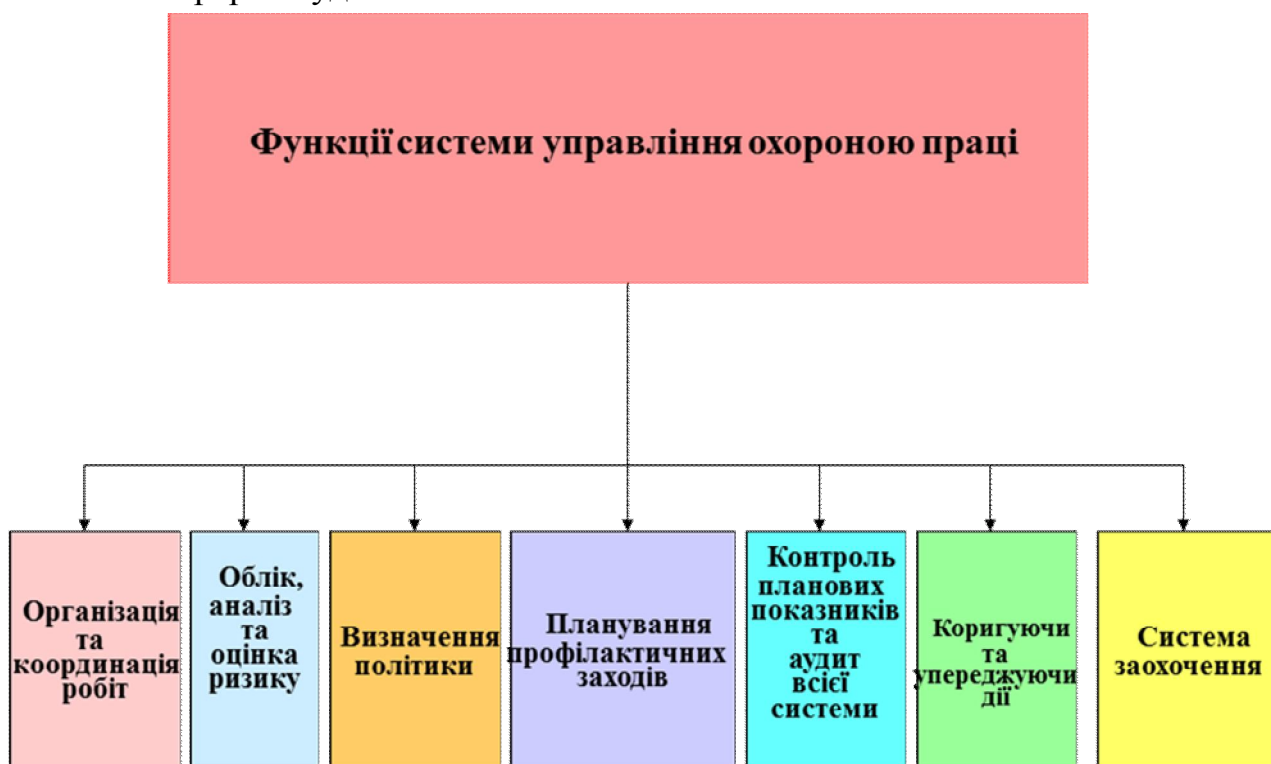 Функції системи управління охороною праці
Організація
та
координація
робіт
Облік,
аналіз
та
оцінка
ризику
Визначення
політики
Планування
профілактичних
заходів
Контроль
планових
показників
та
аудит
всієї
системи
Коригуючи
та
упереджуючи
дії
Система
заохочення